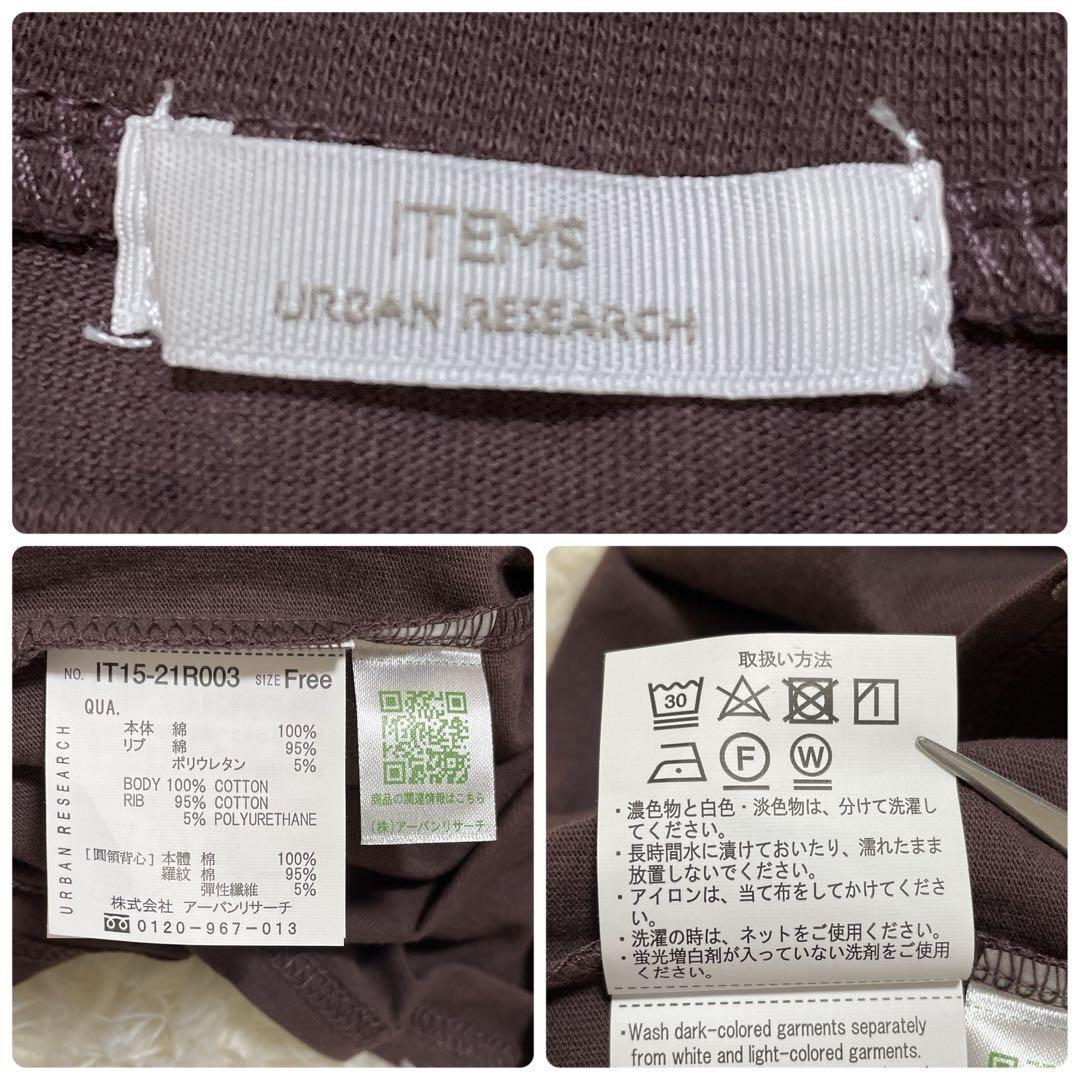 ITEMS
URBAN RESEARCH
NO. IT15-21R003 SIZE Free
QUA.
本体 綿 100%
リブ 綿 95%
ポリウレタン 5%
BODY 100% COTTON
RIB 95% COTTON
5% POLYURETHANE
[圓領背心] 本體 棉 100%
羅紋 棉 95%
彈性纖維 5%
株式会社 アーバンリサーチ
0120-967-013
URBAN RESEARCH
商品の関連情報はこちら
(株)アーバンリサーチ
取扱い方法
30
F W
・濃色物と白色・淡色物は、分けて洗濯し
てください。
・長時間水に漬けておいたり、濡れたまま
放置しないでください。
・アイロンは、当て布をしてかけてくださ
い。
・洗濯の時は、ネットをご使用ください。
・蛍光増白剤が入っていない洗剤をご使用
ください。
・Wash dark-colored garments separately
from white and light-colored garments.